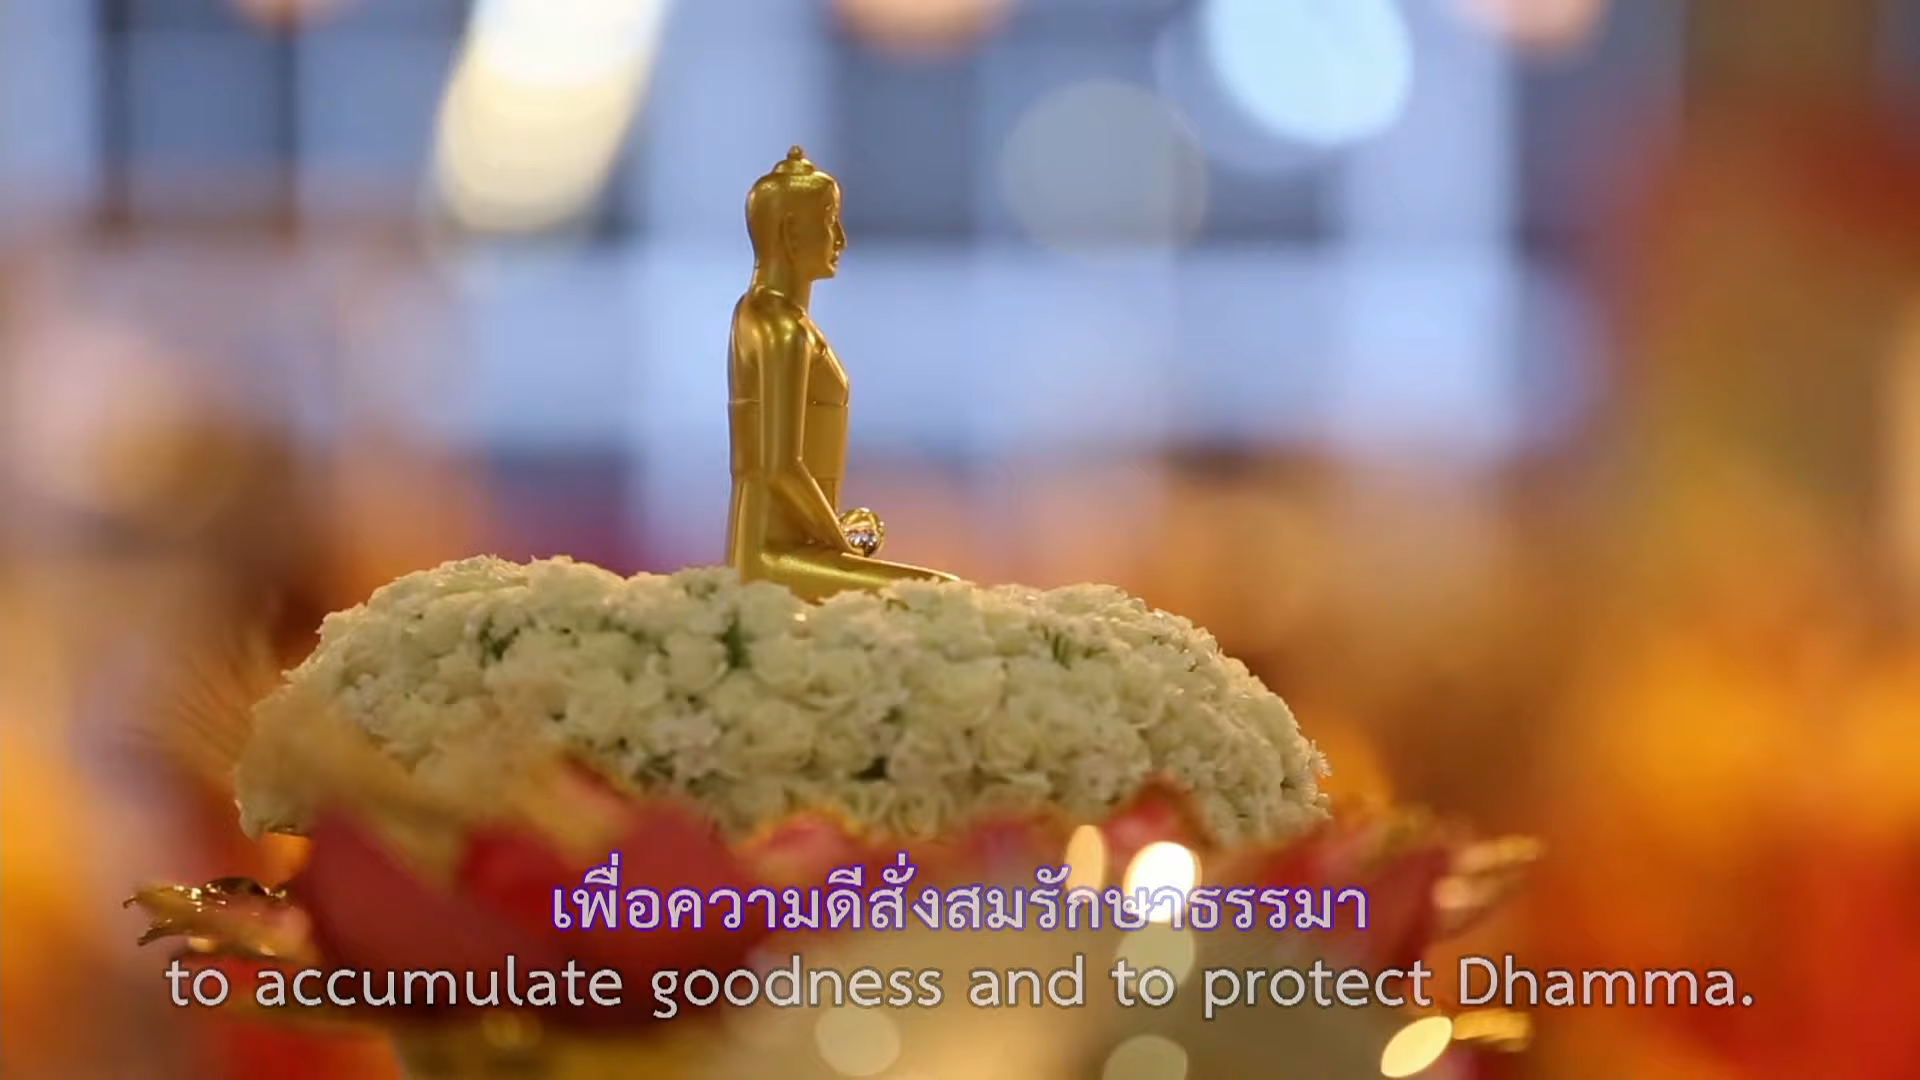 เพื่อความดีสั่งสมรักษาธรรมา
to accumulate goodness and to protect Dhamma.